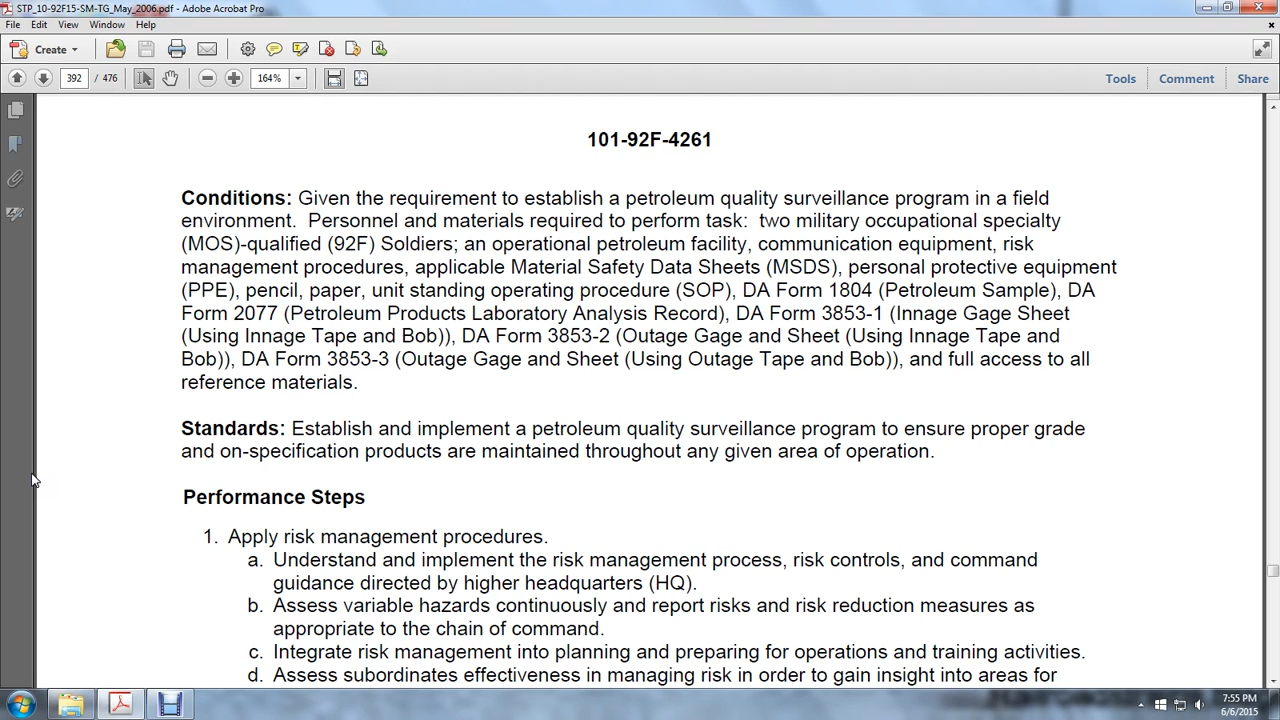 STP_10-92F15-SM-TG_May_2006.pdf - Adobe Acrobat Pro
File Edit View Window Help
Create
392 / 476 164% Tools Comment Share
101-92F-4261
Conditions: Given the requirement to establish a petroleum quality surveillance program in a field
environment. Personnel and materials required to perform task: two military occupational specialty
(MOS)-qualified (92F) Soldiers; an operational petroleum facility, communication equipment, risk
management procedures, applicable Material Safety Data Sheets (MSDS), personal protective equipment
(PPE), pencil, paper, unit standing operating procedure (SOP), DA Form 1804 (Petroleum Sample), DA
Form 2077 (Petroleum Products Laboratory Analysis Record), DA Form 3853-1 (Innage Gage Sheet
(Using Innage Tape and Bob)), DA Form 3853-2 (Outage Gage and Sheet (Using Innage Tape and
Bob)), DA Form 3853-3 (Outage Gage and Sheet (Using Outage Tape and Bob)), and full access to all
reference materials.
Standards: Establish and implement a petroleum quality surveillance program to ensure proper grade
and on-specification products are maintained throughout any given area of operation.
Performance Steps
1. Apply risk management procedures.
a. Understand and implement the risk management process, risk controls, and command
guidance directed by higher headquarters (HQ).
b. Assess variable hazards continuously and report risks and risk reduction measures as
appropriate to the chain of command.
c. Integrate risk management into planning and preparing for operations and training activities.
d. Assess subordinates effectiveness in managing risk in order to gain insight into areas for
7:55 PM
6/6/2015